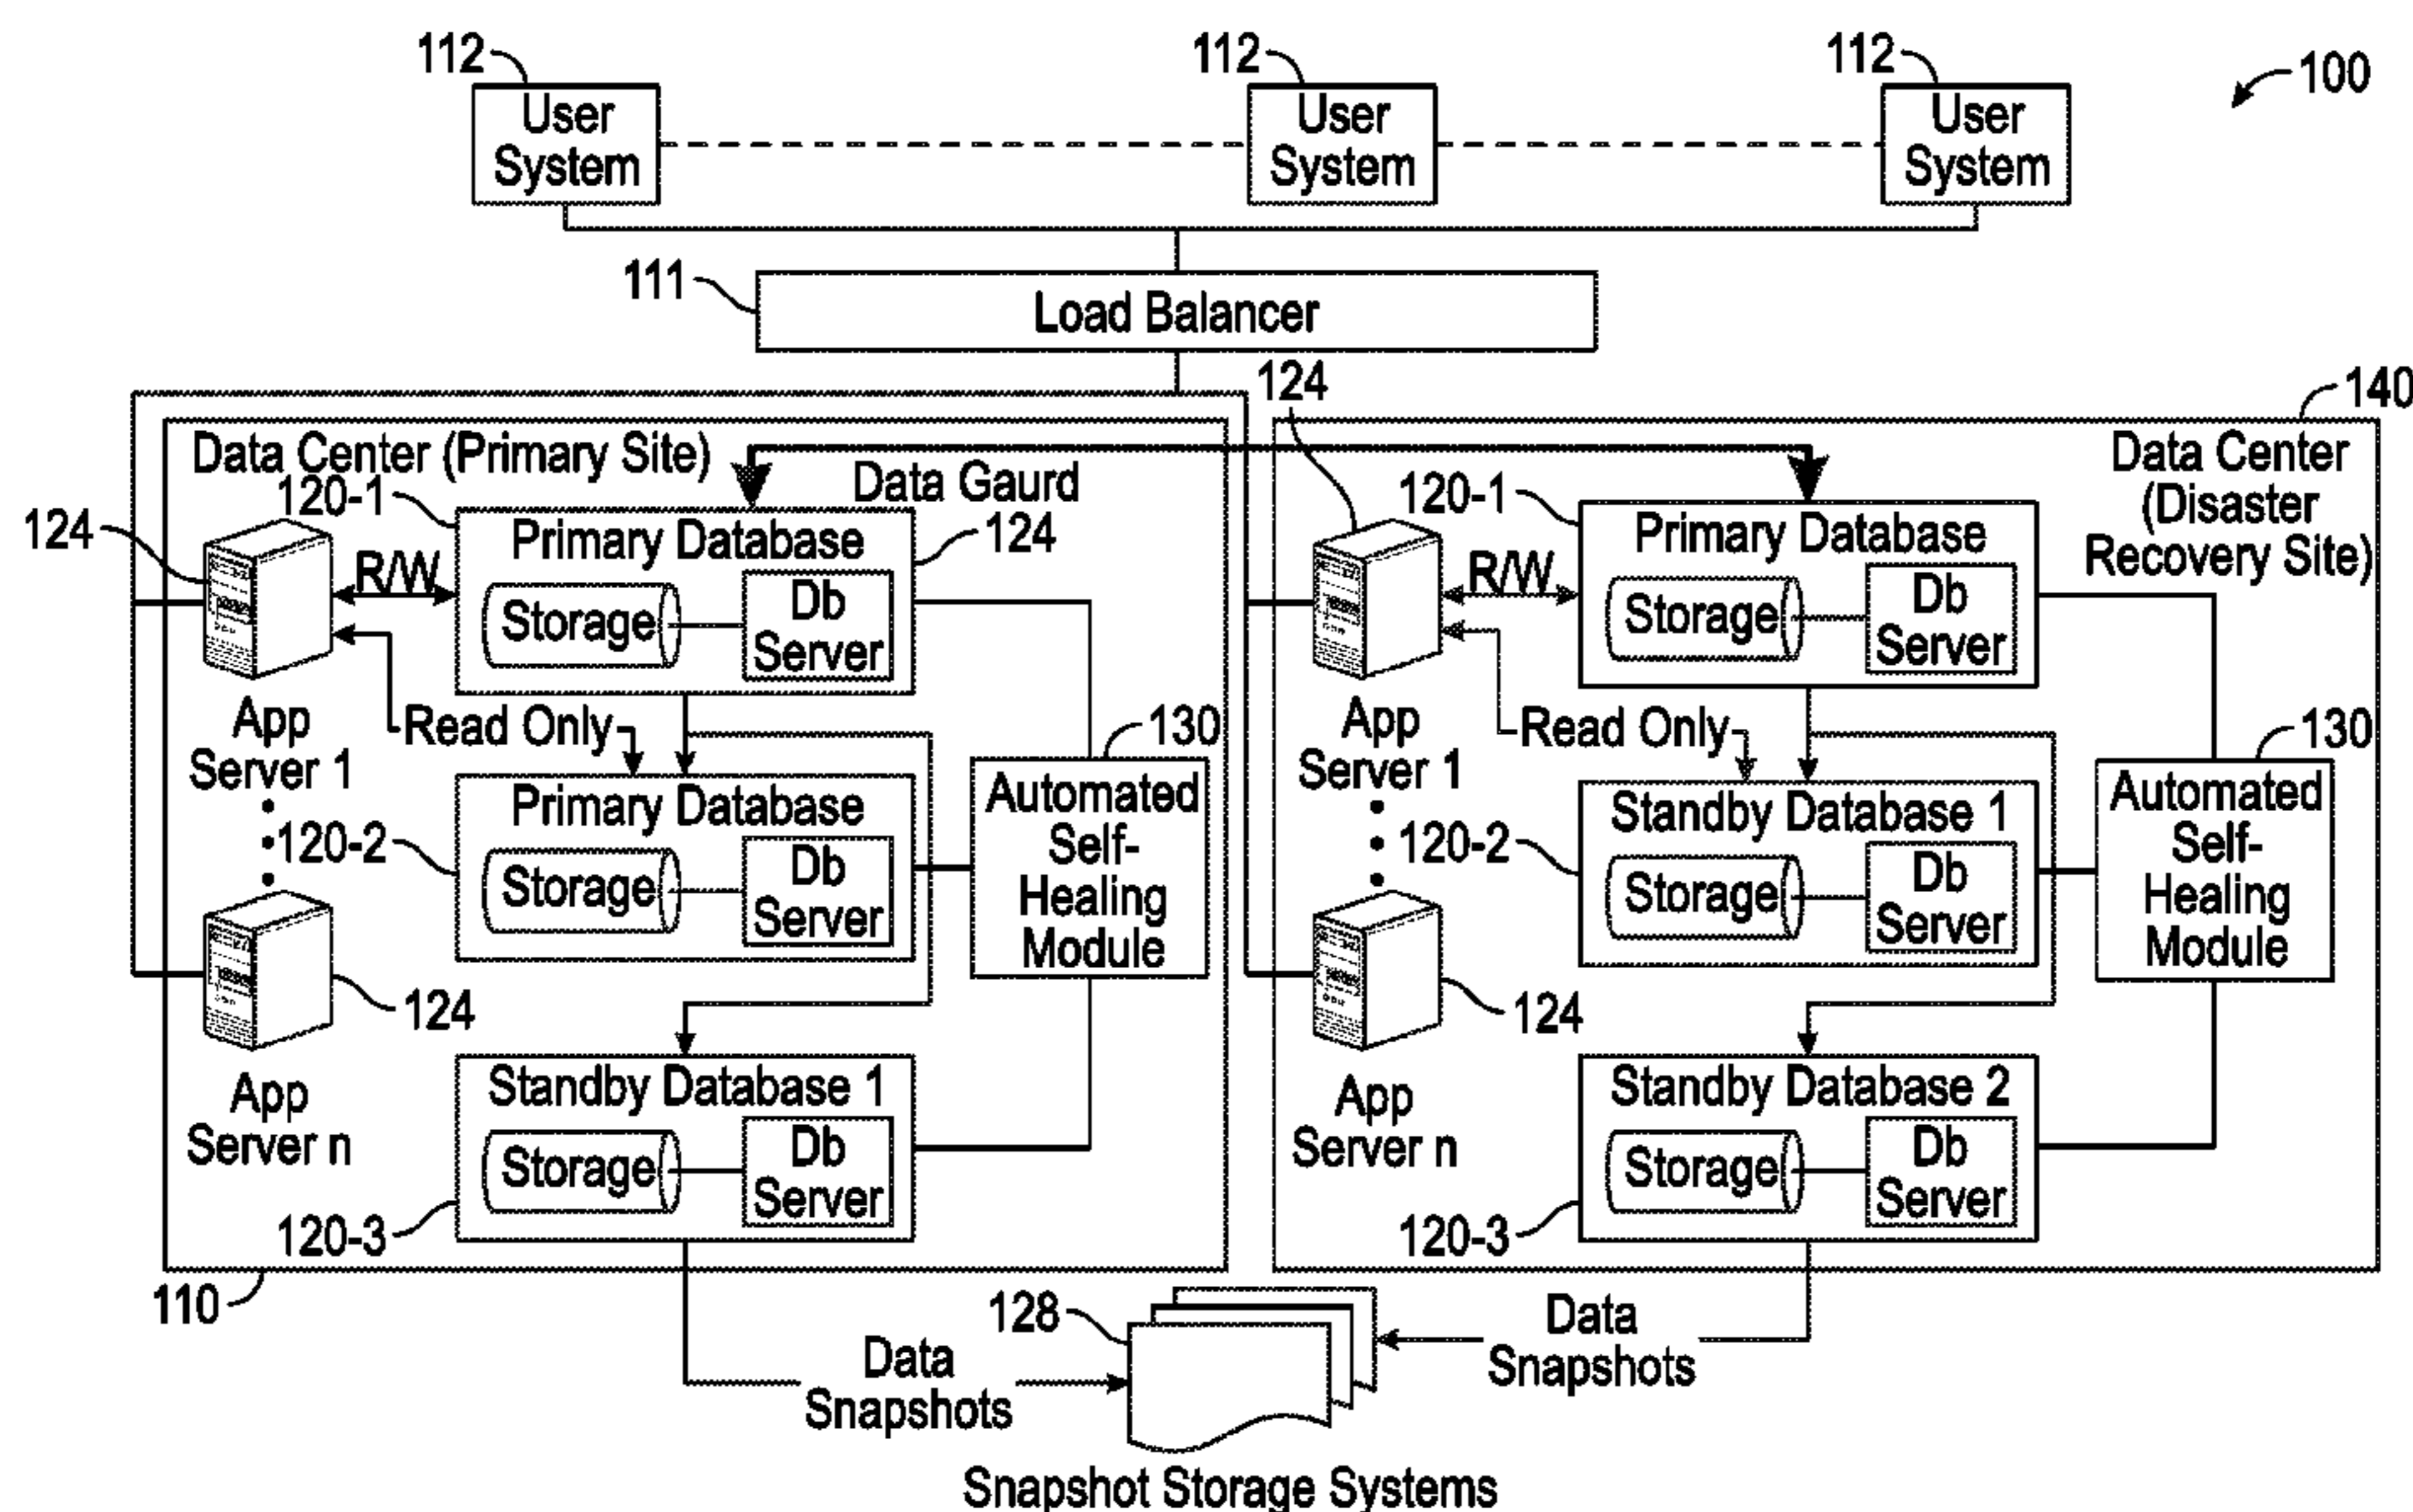 112
112
112
100
User
System
User
System
User
System
111
Load Balancer
124
140
Data Center (Primary Site)
Data Gaurd
Data Center
(Disaster
Recovery Site)
120-1
124
124
R/W
Primary Database
Storage
Db
Server
120-1
R/W
Primary Database
Storage
Db
Server
App
Server 1
Read Only
130
App
Server 1
Read Only
130
120-2
Primary Database
Storage
Db
Server
Automated
Self-
Healing
Module
120-2
Standby Database 1
Storage
Db
Server
Automated
Self-
Healing
Module
124
124
App
Server n
Standby Database 1
Storage
Db
Server
120-3
App
Server n
Standby Database 2
Storage
Db
Server
120-3
110
128
Data
Snapshots
Data
Snapshots
Snapshot Storage Systems